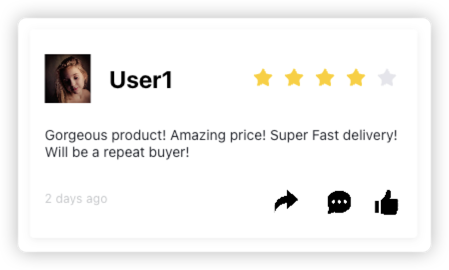 User1
Gorgeous product! Amazing price! Super Fast delivery!
Will be a repeat buyer!
2 days ago